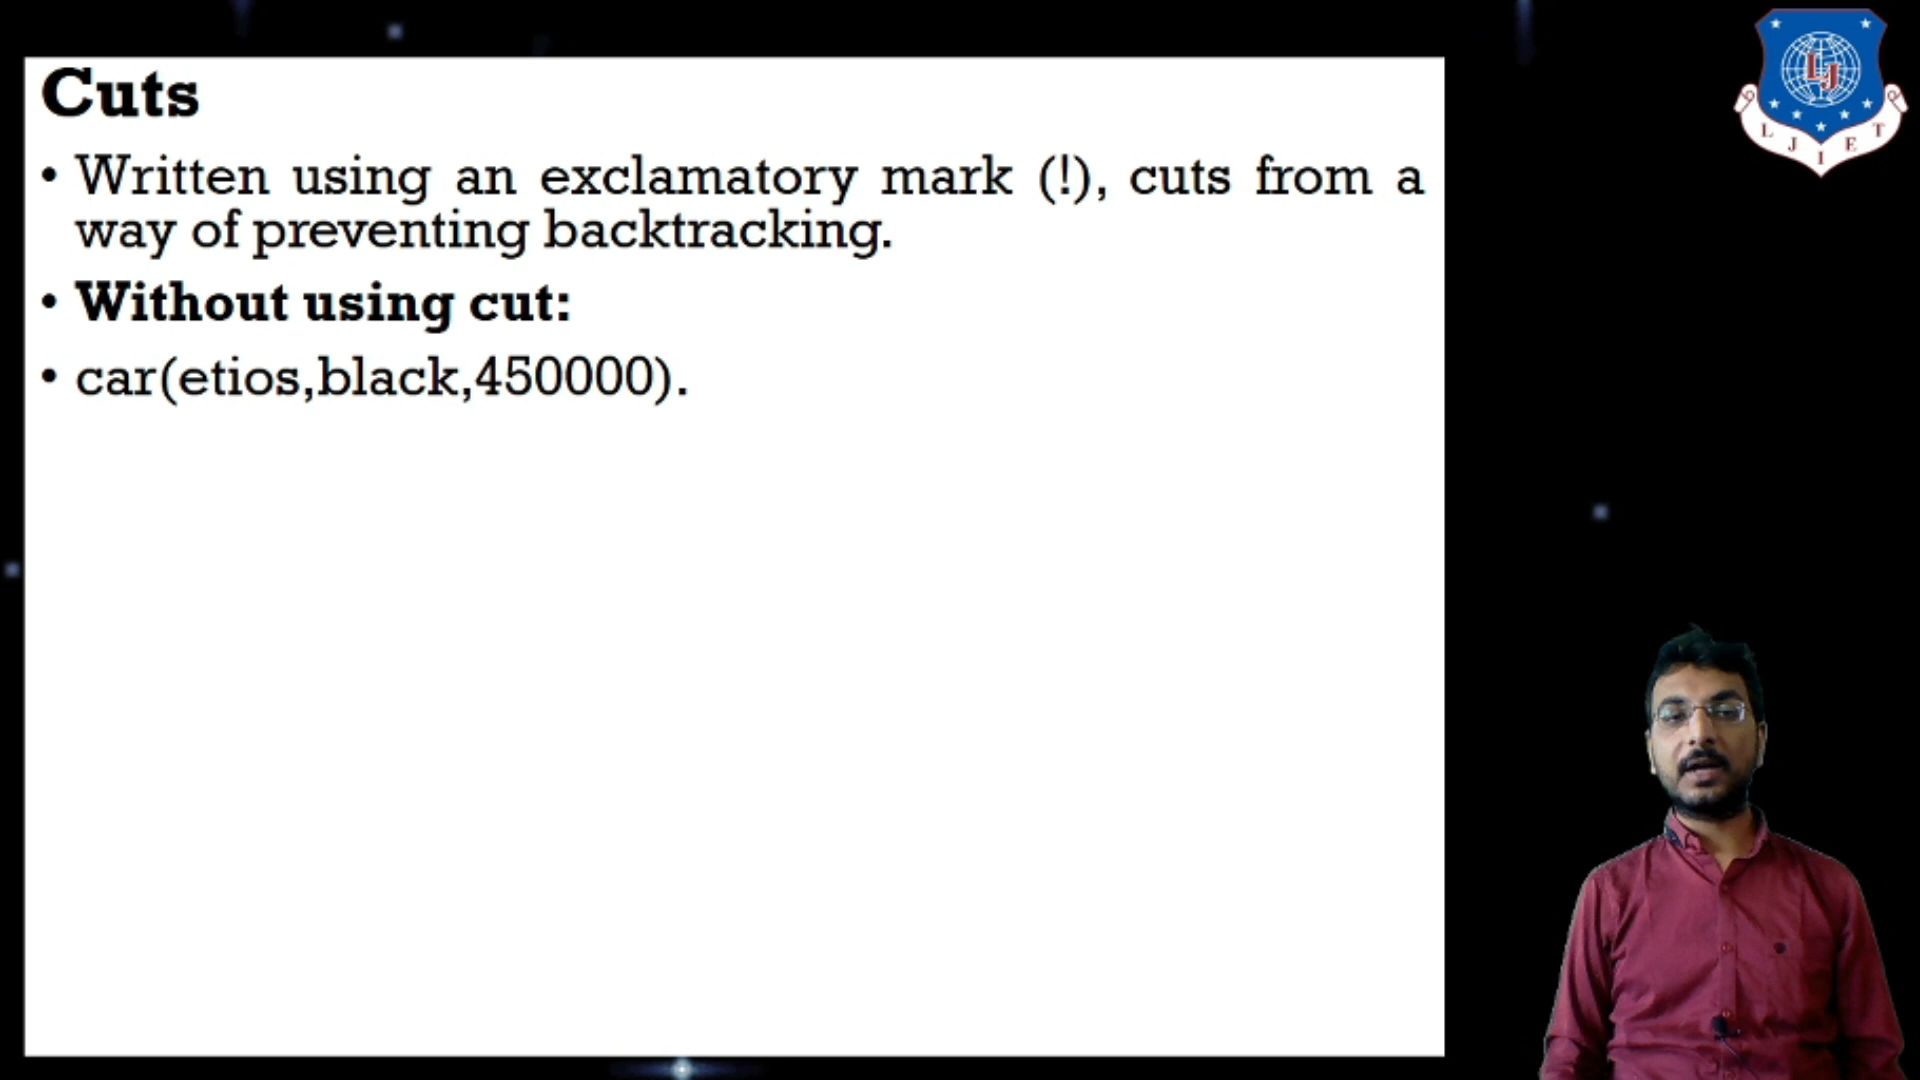 Cuts
• Written using an exclamatory mark (!), cuts from a
way of preventing backtracking.
• Without using cut:
• car(etios,black,450000).
LJ
L J I E T